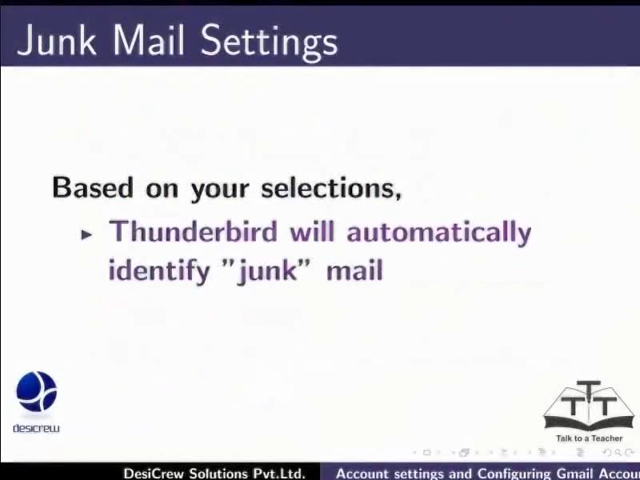 Junk Mail Settings
Based on your selections,
Thunderbird will automatically
identify "junk" mail
desicrew
TTT
Talk to a Teacher
DesiCrew Solutions Pvt.Ltd.
Account settings and Configuring Gmail Accou